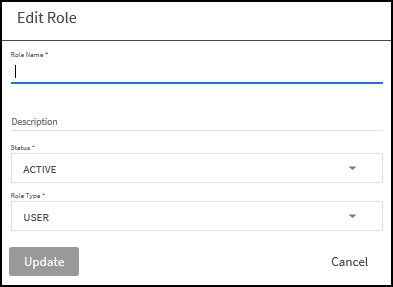 Edit Role
Role Name *
Description
Status *
ACTIVE
Role Type *
USER
Update Cancel